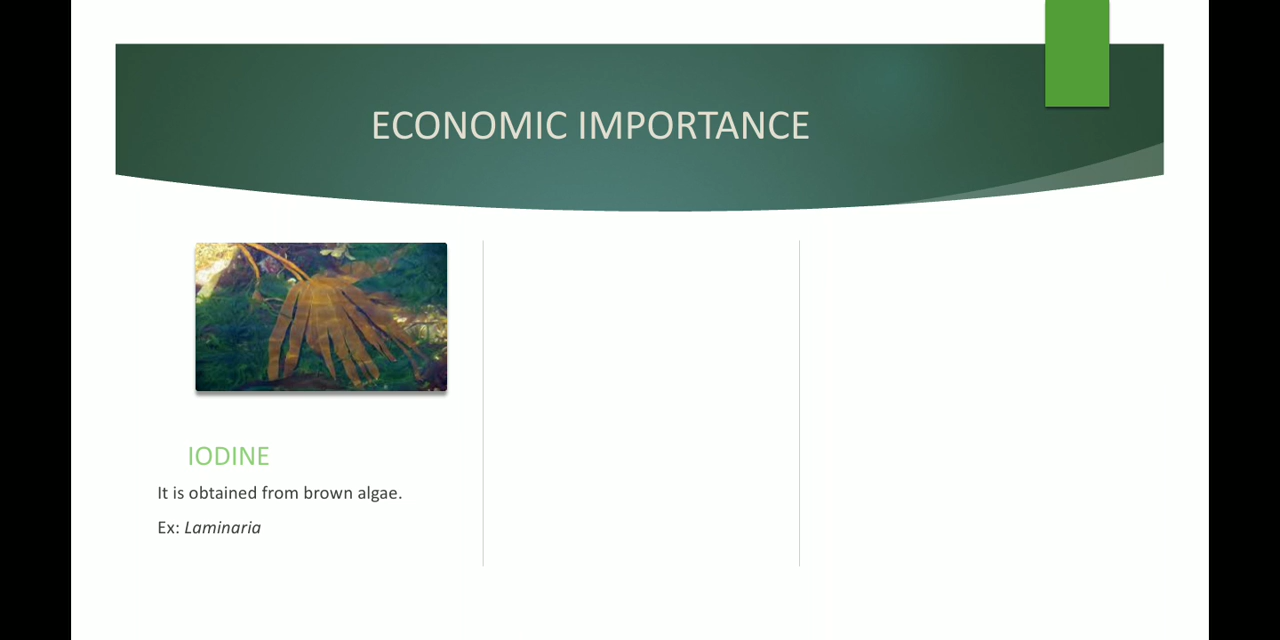 ECONOMIC IMPORTANCE
IODINE
It is obtained from brown algae.
Ex: Laminaria